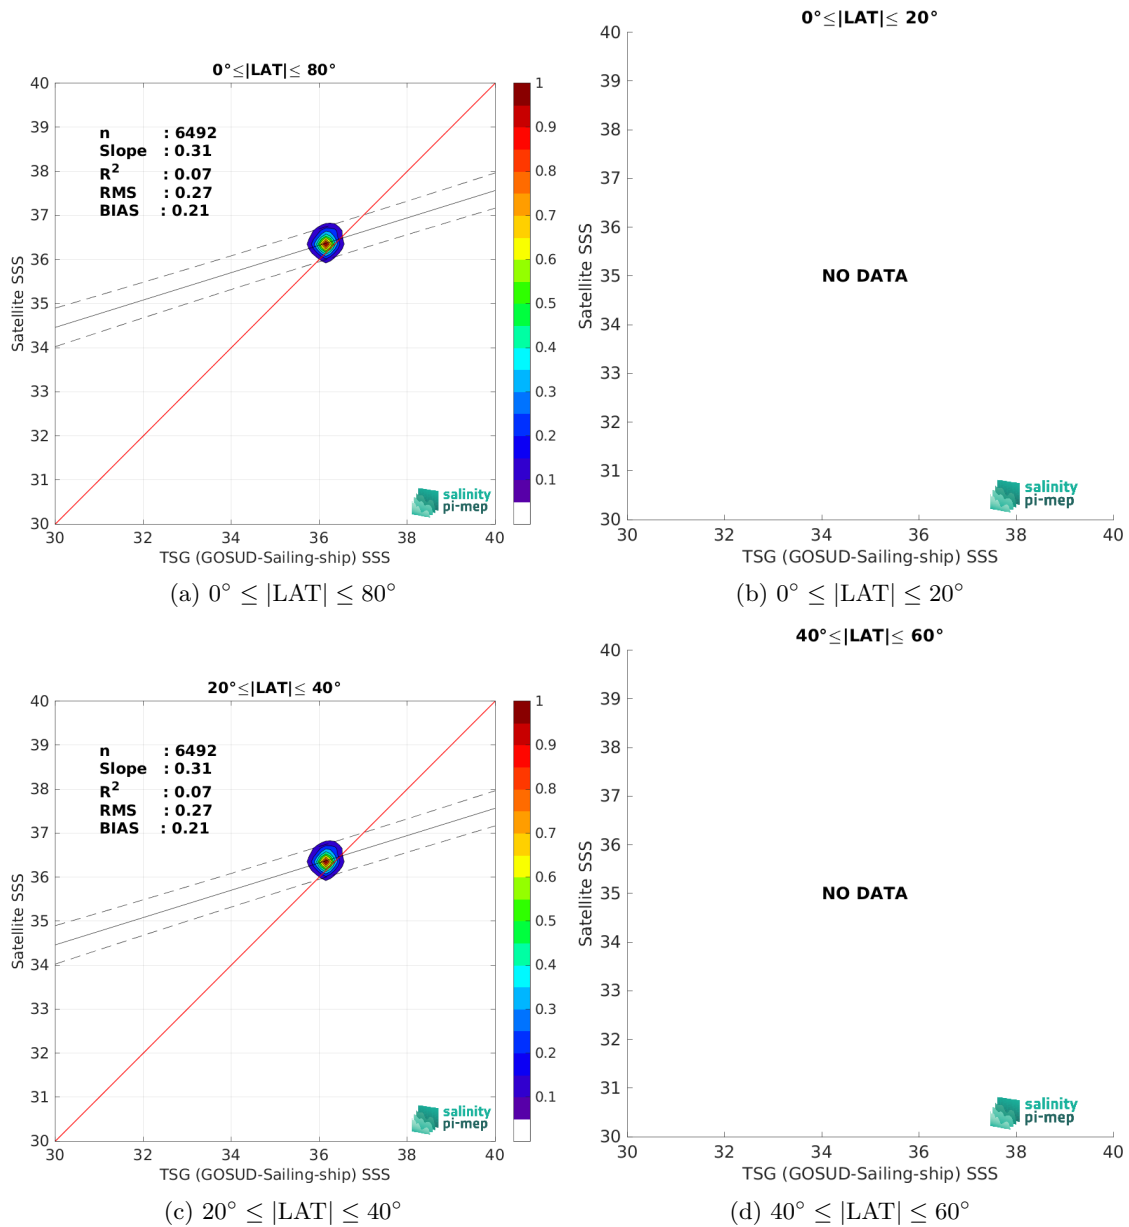 0°≤|LAT|≤ 80°
40
39
38
37
36
35
34
33
32
31
30
Satellite SSS
n : 6492
Slope : 0.31
R² : 0.07
RMS : 0.27
BIAS : 0.21
salinity
pi-mep
30 32 34 36 38 40
TSG (GOSUD-Sailing-ship) SSS
1
0.9
0.8
0.7
0.6
0.5
0.4
0.3
0.2
0.1
(a) 0° ≤ |LAT| ≤ 80°
0°≤|LAT|≤ 20°
40
39
38
37
36
35
34
33
32
31
30
Satellite SSS
NO DATA
salinity
pi-mep
30 32 34 36 38 40
TSG (GOSUD-Sailing-ship) SSS
(b) 0° ≤ |LAT| ≤ 20°
20°≤|LAT|≤ 40°
40
39
38
37
36
35
34
33
32
31
30
Satellite SSS
n : 6492
Slope : 0.31
R² : 0.07
RMS : 0.27
BIAS : 0.21
salinity
pi-mep
30 32 34 36 38 40
TSG (GOSUD-Sailing-ship) SSS
1
0.9
0.8
0.7
0.6
0.5
0.4
0.3
0.2
0.1
(c) 20° ≤ |LAT| ≤ 40°
40°≤|LAT|≤ 60°
40
39
38
37
36
35
34
33
32
31
30
Satellite SSS
NO DATA
salinity
pi-mep
30 32 34 36 38 40
TSG (GOSUD-Sailing-ship) SSS
(d) 40° ≤ |LAT| ≤ 60°